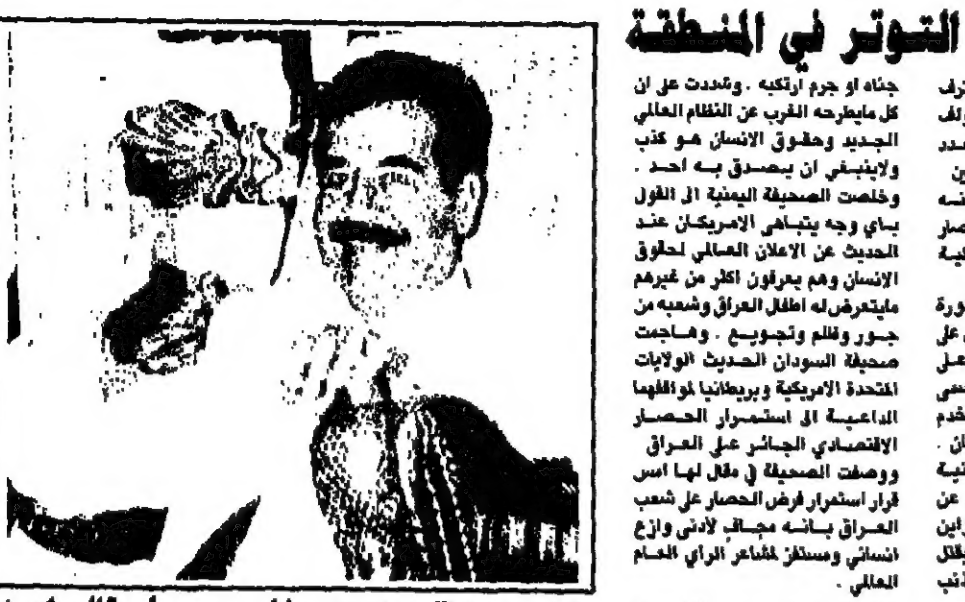 التوتر في المنطقة
جناه او جرم ارتكبه . وشددت على ان
كل مايطرحه الغرب عن النظام العالمي
الجديد وحقوق الانسان هو كذب
ولاينبغي ان يصدق به احد .
وخلصت الصحيفة اليمنية الى القول
باي وجه يتباهى الامريكان عند
الحديث عن الاعلان العالمي لحقوق
الانسان وهم يعرفون اكثر من غيرهم
مايتعرض له اطفال العراق وشعبه من
جور وظلم وتجويع . وهاجمت
صحيفة السودان الحديث الولايات
المتحدة الامريكية وبريطانيا لمواقفهما
الداعية الى استمرار الحصار
الاقتصادي الجائر على العراق
ووصفت الصحيفة في مقال لها امس
قرار استمرار فرض الحصار على شعب
العراق بانه مجاف لادنى وازع
انساني ومستفز لمشاعر الرأي العام
العالمي .